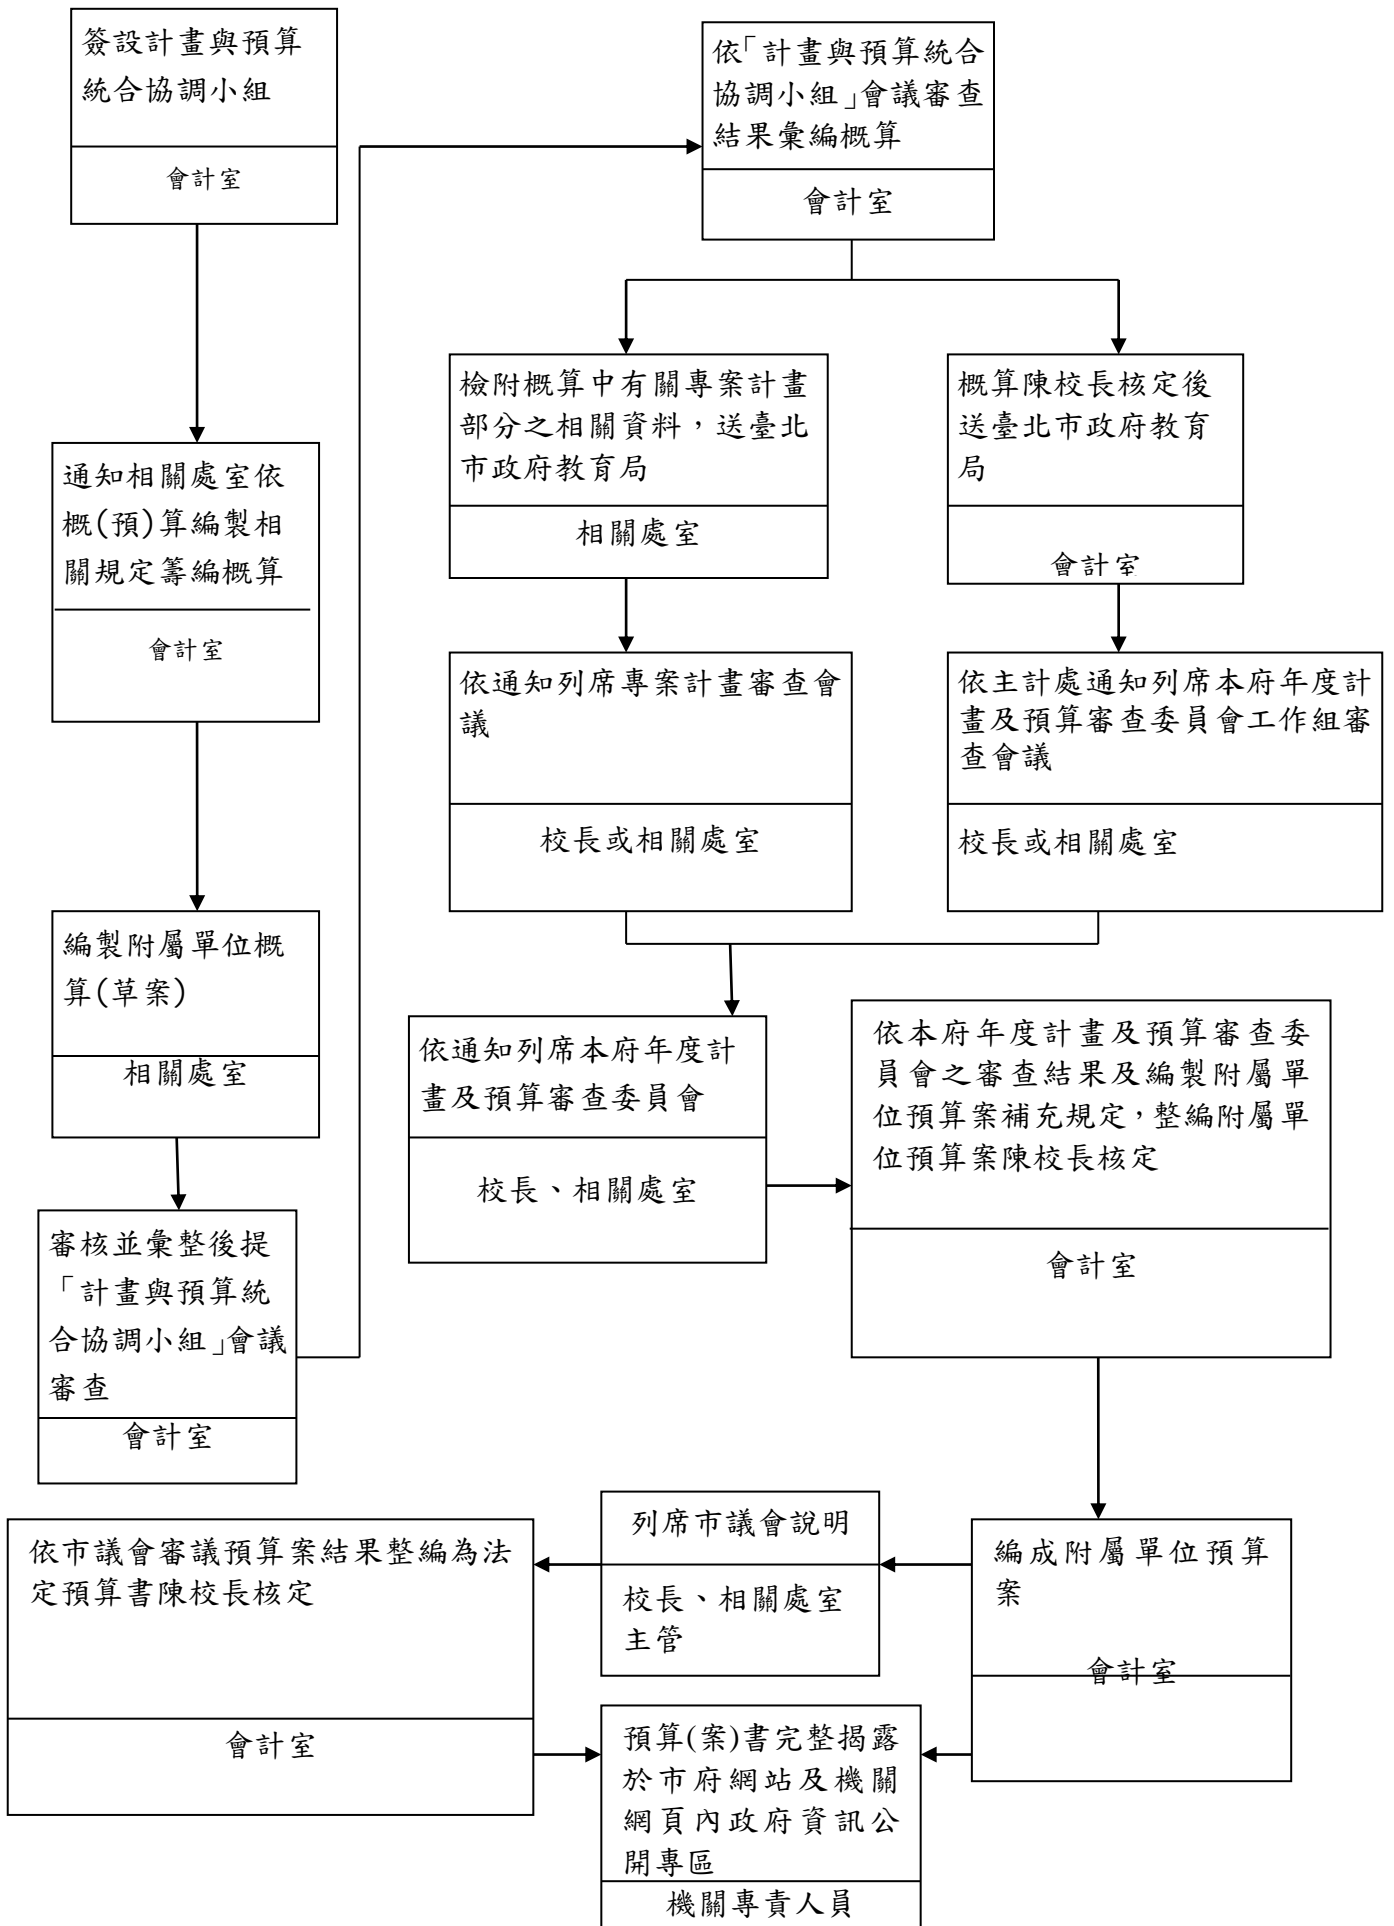 簽設計畫與預算
統合協調小組
會計室
通知相關處室依
概(預)算編製相
關規定籌編概算
會計室
編製附屬單位概
算(草案)
相關處室
審核並彙整後提
「計畫與預算統
合協調小組」會議
審查
會計室
依「計畫與預算統合
協調小組」會議審查
結果彙編概算
會計室
檢附概算中有關專案計畫
部分之相關資料，送臺北
市政府教育局
相關處室
概算陳校長核定後
送臺北市政府教育
局
會計室
依通知列席專案計畫審查會
議
校長或相關處室
依主計處通知列席本府年度計
畫及預算審查委員會工作組審
查會議
校長或相關處室
依通知列席本府年度計
畫及預算審查委員會
校長、相關處室
依本府年度計畫及預算審查委
員會之審查結果及編製附屬單
位預算案補充規定，整編附屬單
位預算案陳校長核定
會計室
編成附屬單位預算
案
會計室
列席市議會說明
校長、相關處室
主管
依市議會審議預算案結果整編為法
定預算書陳校長核定
會計室
預算(案)書完整揭露
於市府網站及機關
網頁內政府資訊公
開專區
機關專責人員